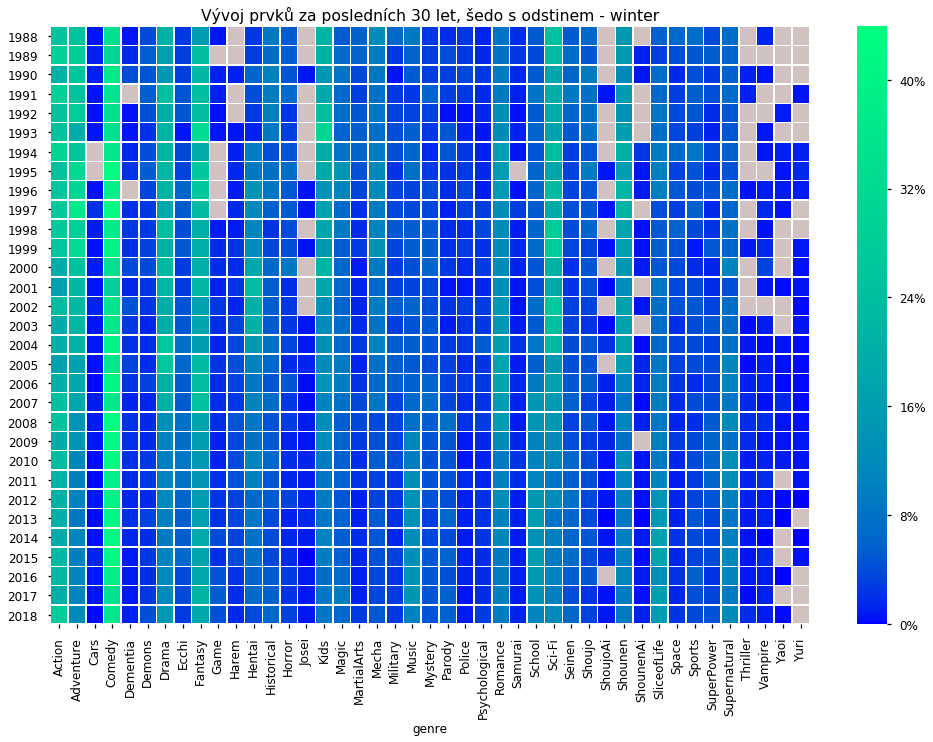 Vývoj prvků za posledních 30 let, šedo s odstinem - winter
1988
1989
1990
1991
1992
1993
1994
1995
1996
1997
1998
1999
2000
2001
2002
2003
2004
2005
2006
2007
2008
2009
2010
2011
2012
2013
2014
2015
2016
2017
2018
40%
32%
24%
16%
8%
0%
Action
Adventure
Cars
Comedy
Dementia
Demons
Drama
Ecchi
Fantasy
Game
Harem
Hentai
Historical
Horror
Josei
Kids
Magic
MartialArts
Mecha
Military
Music
Mystery
Parody
Police
Psychological
Romance
Samurai
School
Sci-Fi
Seinen
Shoujo
ShoujoAi
Shounen
ShounenAi
SliceofLife
Space
Sports
SuperPower
Supernatural
Thriller
Vampire
Yaoi
Yuri
genre